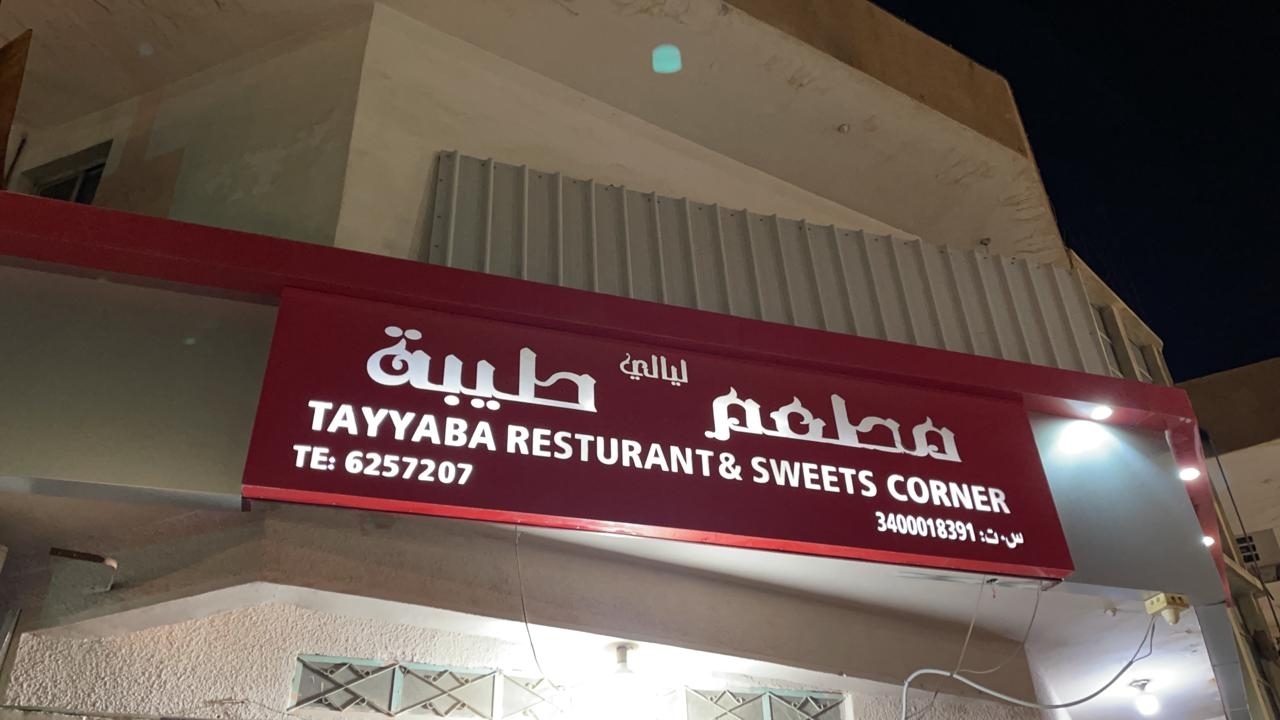 مطعم ليالي طيبة
TAYYABA RESTURANT & SWEETS CORNER
TE: 6257207
س.ت: 3400018391